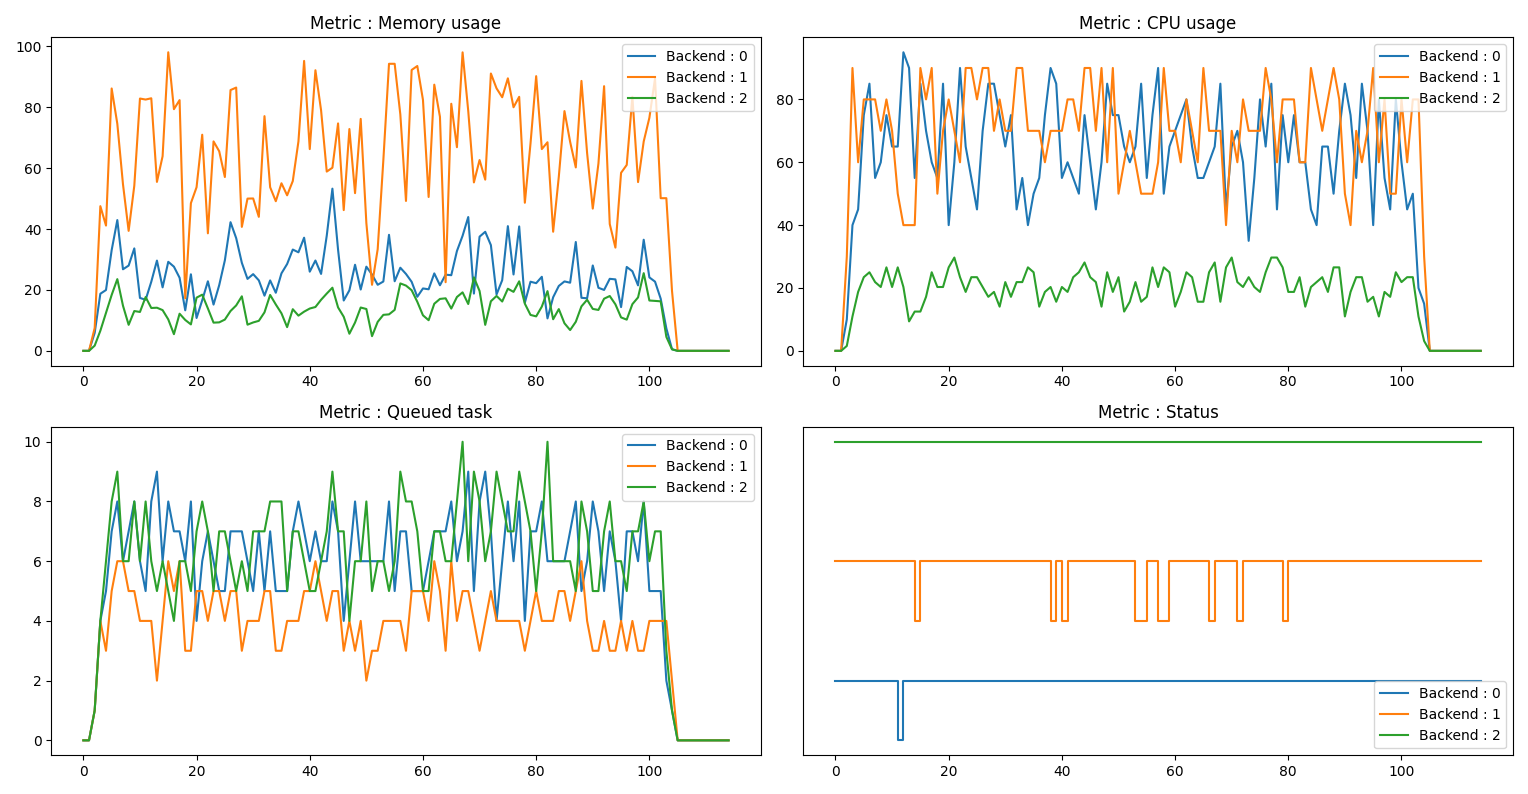 Metric : Memory usage
100
80
60
40
20
0
0 20 40 60 80 100
Backend : 0
Backend : 1
Backend : 2
Metric : CPU usage
80
60
40
20
0
0 20 40 60 80 100
Backend : 0
Backend : 1
Backend : 2
Metric : Queued task
10
8
6
4
2
0
0 20 40 60 80 100
Backend : 0
Backend : 1
Backend : 2
Metric : Status
0 20 40 60 80 100
Backend : 0
Backend : 1
Backend : 2